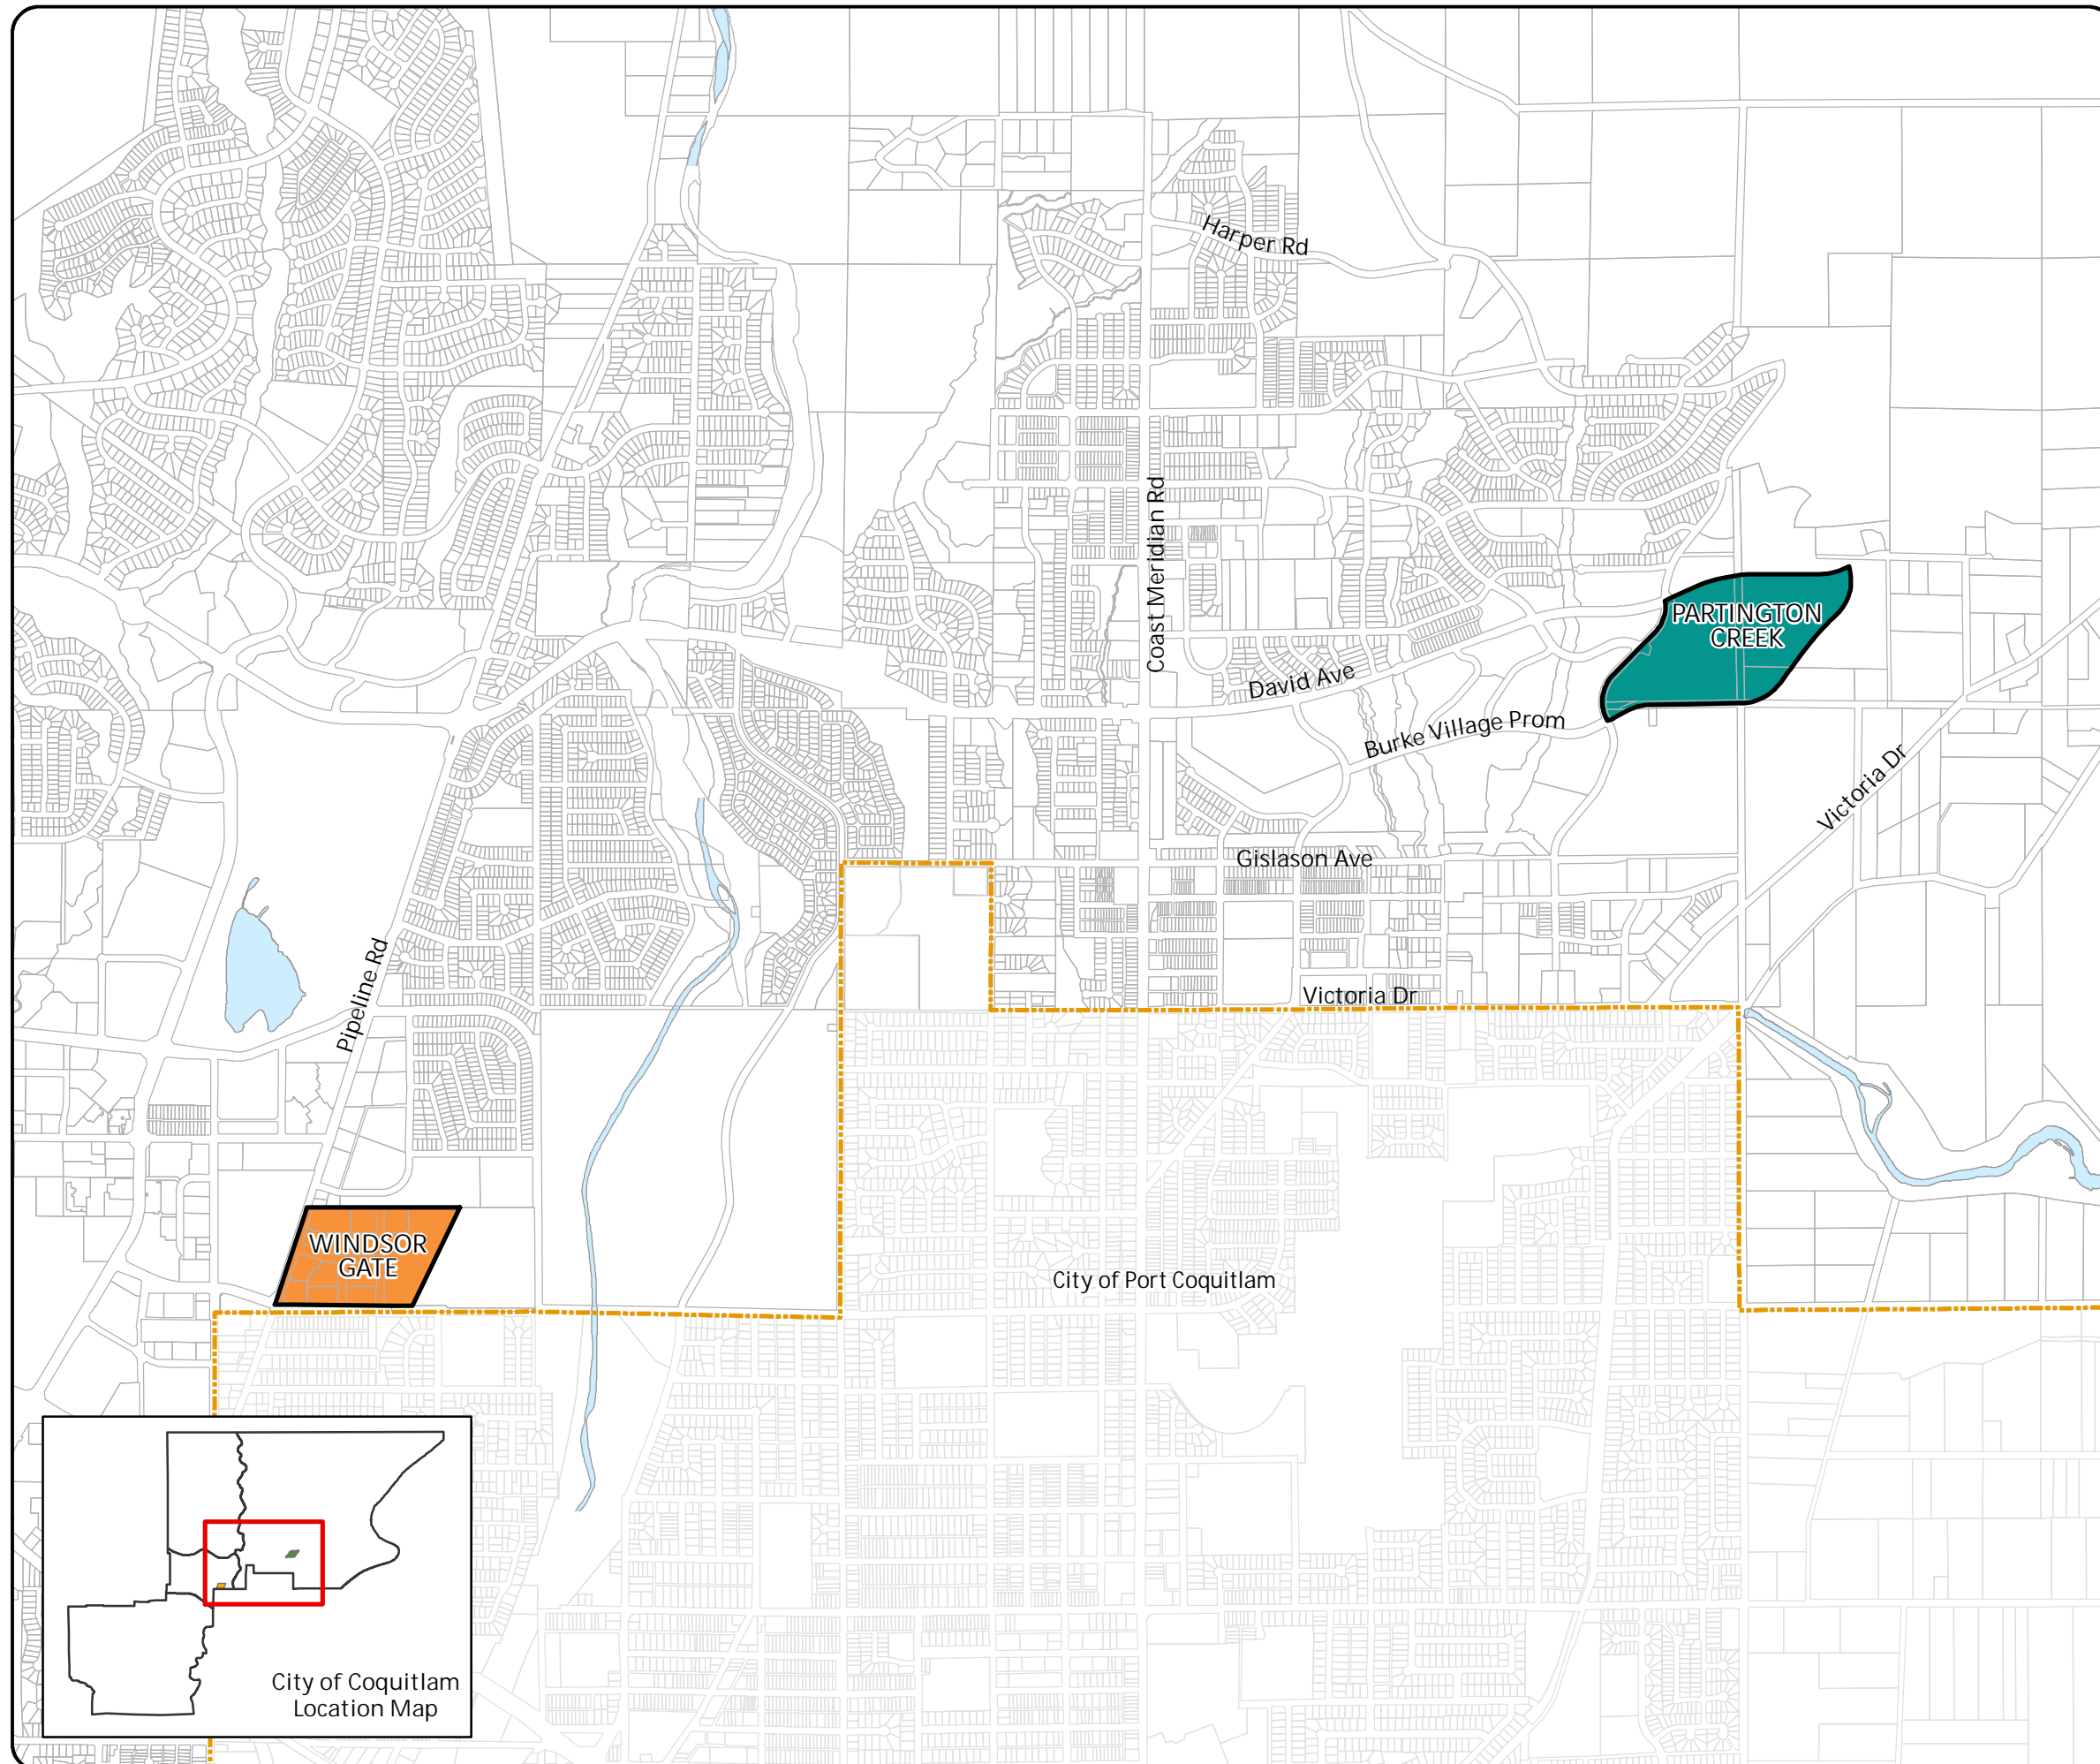 Harper Rd
Coast Meridian Rd
PARTINGTON
CREEK
David Ave
Burke Village Prom
Victoria Dr
Gislason Ave
Pipeline Rd
Victoria Dr
WINDSOR
GATE
City of Port Coquitlam
City of Coquitlam
Location Map